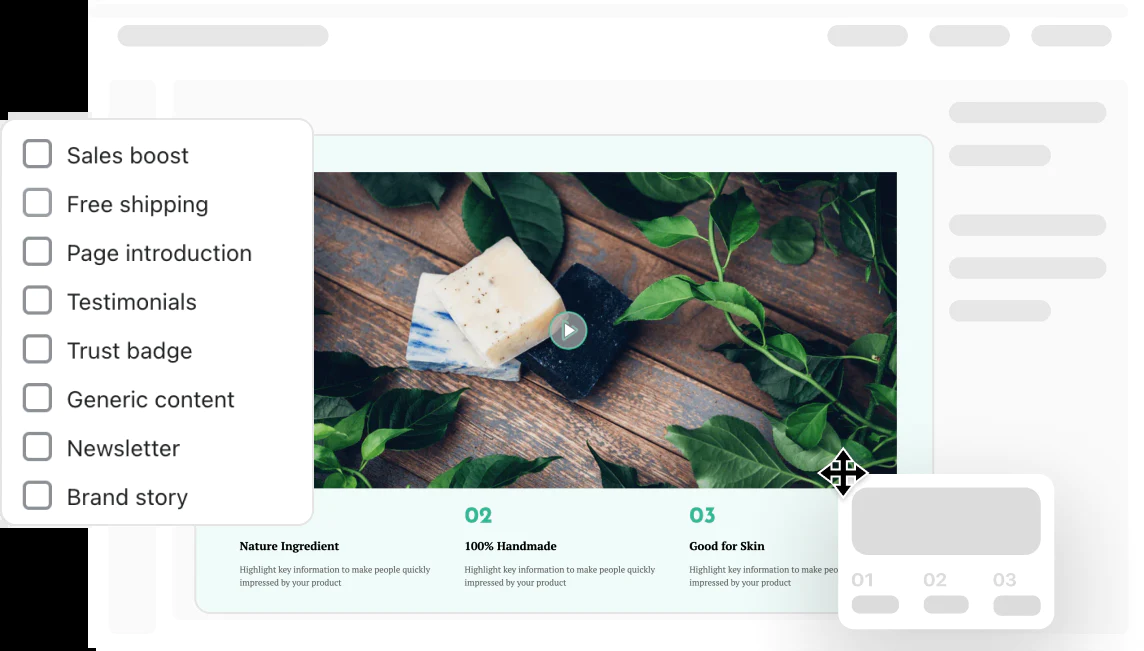 Sales boost
Free shipping
Page introduction
Testimonials
Trust badge
Generic content
Newsletter
Brand story
02
03
Nature Ingredient
100% Handmade
Good for Skin
Highlight key information to make people quickly
impressed by your product
Highlight key information to make people quickly
impressed by your product
Highlight key information to make
impressed by your product
01
02
03